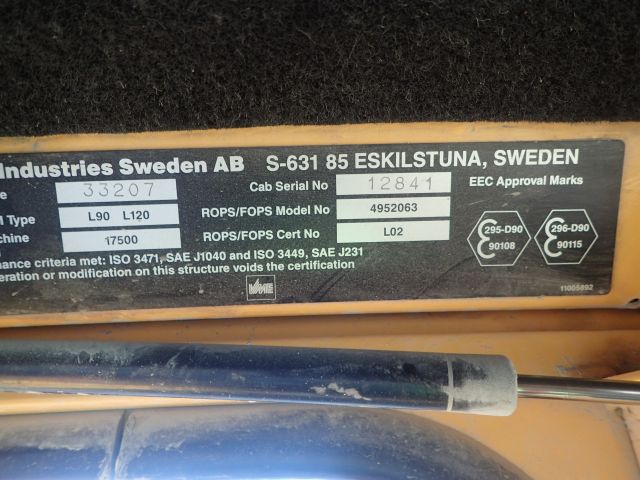 Industries Sweden AB S-631 85 ESKILSTUNA, SWEDEN
33207 Cab Serial No 12841 EEC Approval Marks
Type L90 L120 ROPS/FOPS Model No 4952063
17500 ROPS/FOPS Cert No L02
295-D90
90108
296-D90
90115
criteria met: ISO 3471, SAE J1040 and ISO 3449, SAE J231
or modification on this structure voids the certification
VME
11005892